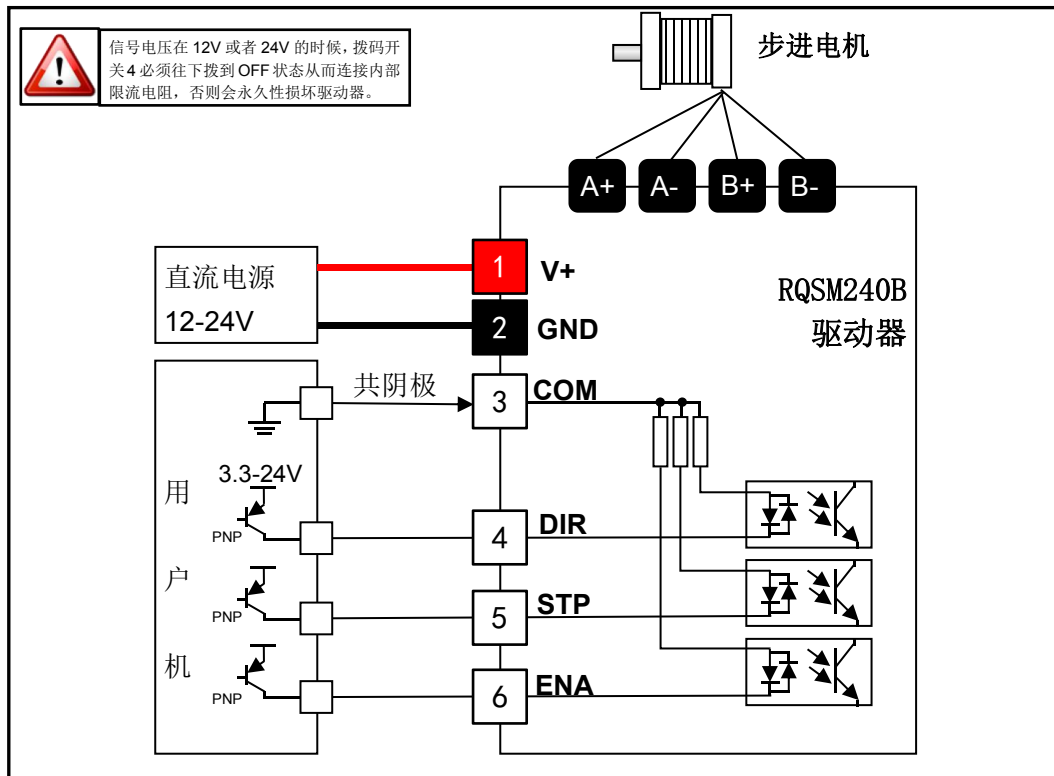 信号电压在 12V 或者 24V 的时候，拨码开
关 4 必须往下拨到 OFF 状态从而连接内部
限流电阻，否则会永久性损坏驱动器。
步进电机
A+ A- B+ B-
直流电源
12-24V
1 V+
2 GND
RQSM240B
驱动器
共阴极
3 COM
3.3-24V
用
PNP
4 DIR
户
PNP
5 STP
机
PNP
6 ENA